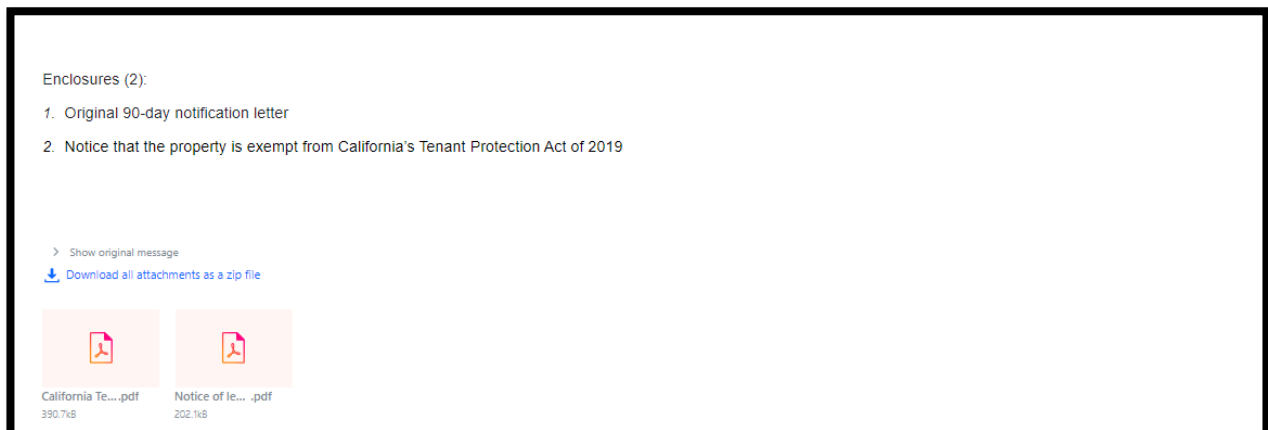 Enclosures (2):
1. Original 90-day notification letter
2. Notice that the property is exempt from California's Tenant Protection Act of 2019
Show original message
Download all attachments as a zip file
California Te....pdf
Notice of le... .pdf
390.7kB
202.1kB